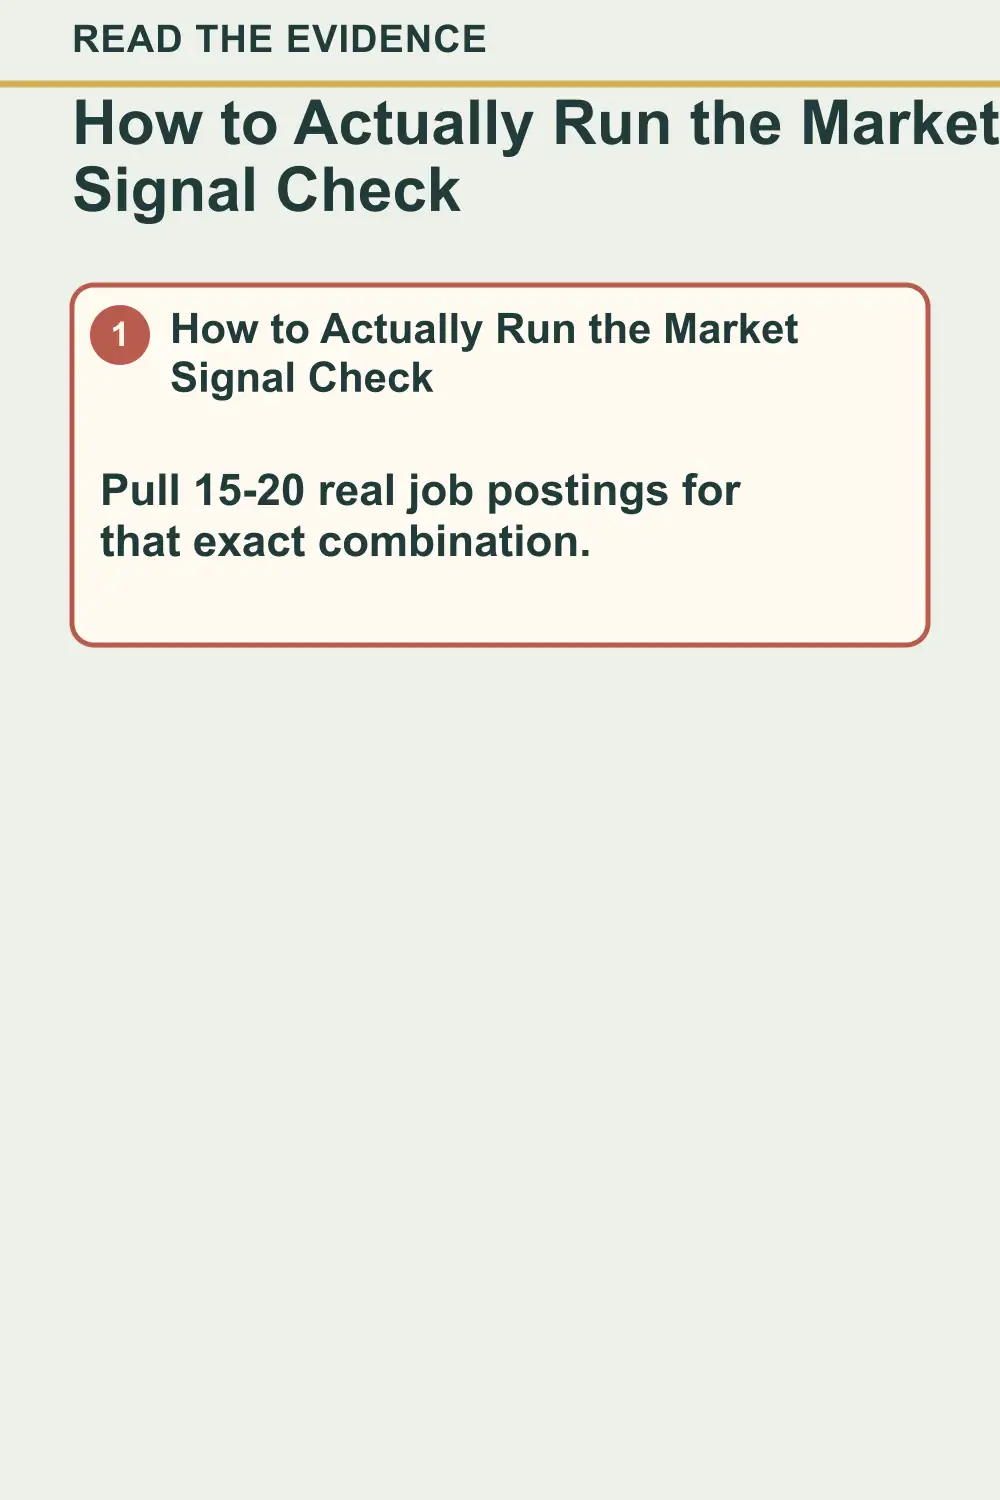 READ THE EVIDENCE
How to Actually Run the Market
Signal Check
1
How to Actually Run the Market
Signal Check
Pull 15-20 real job postings for
that exact combination.